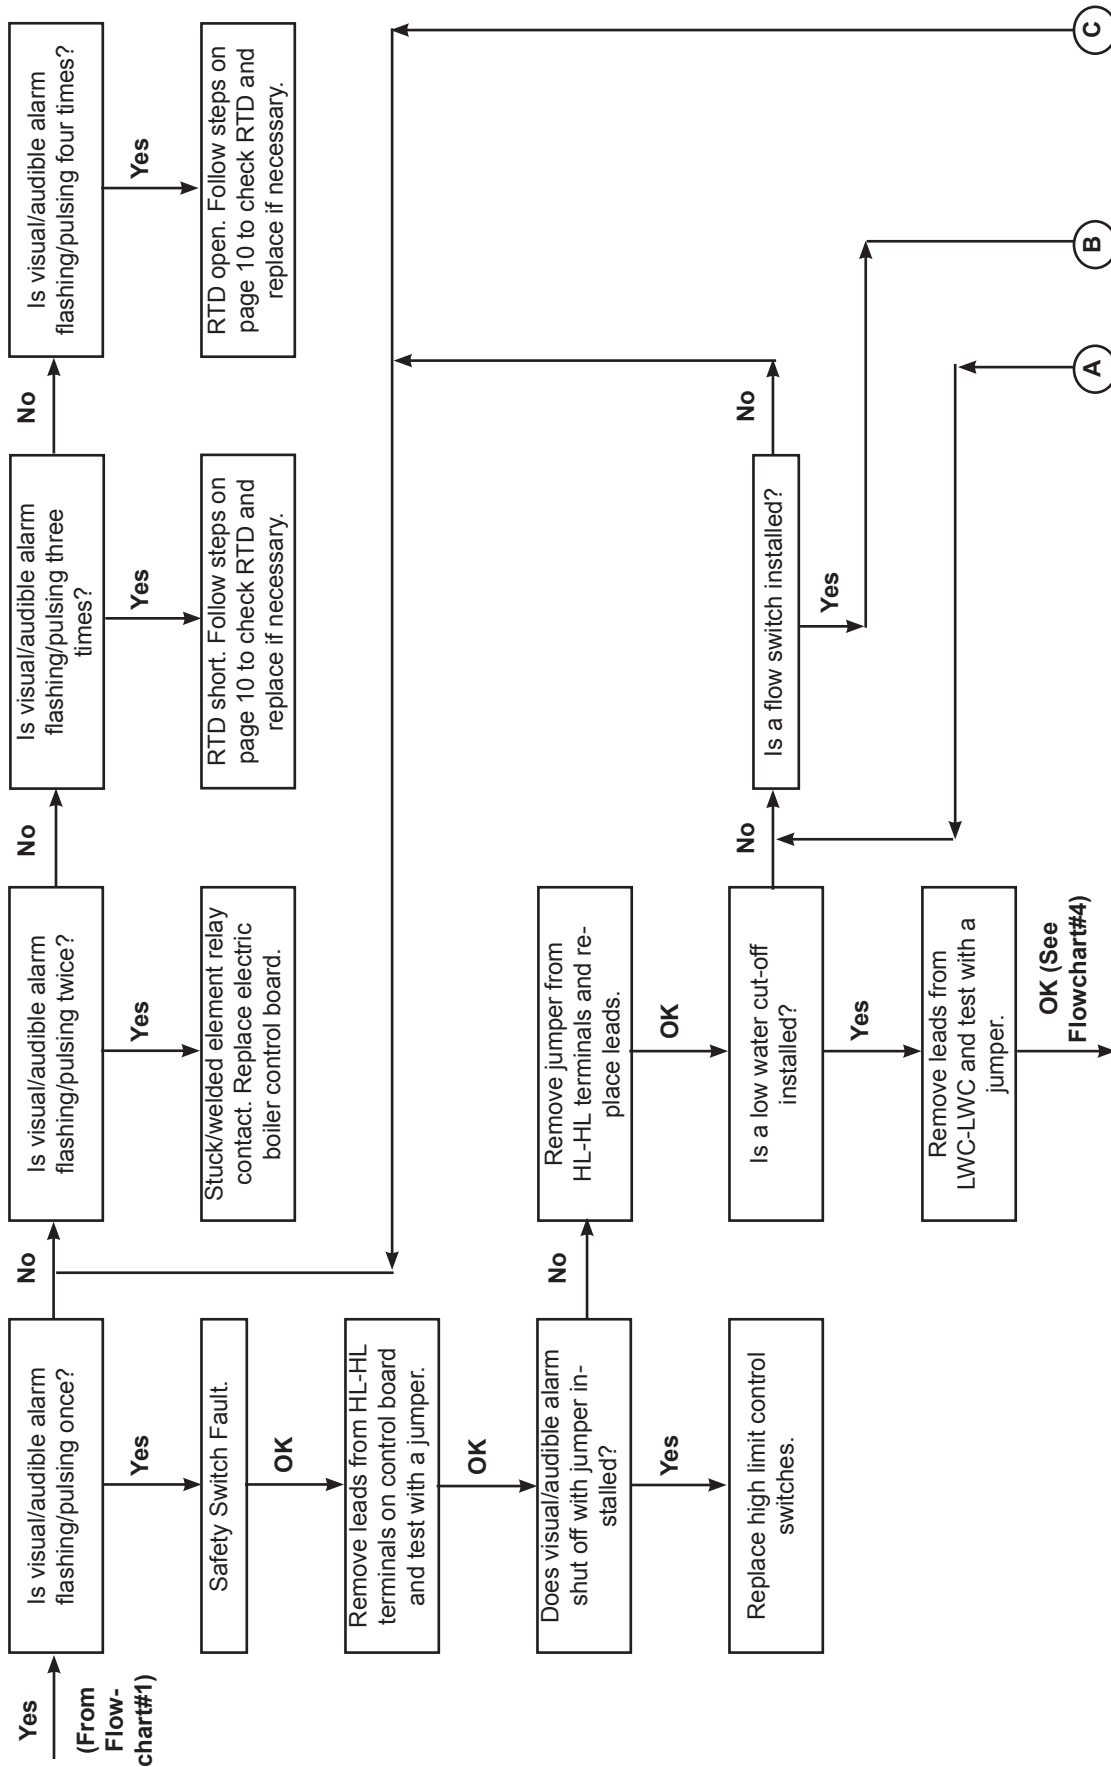 Yes
(From
Flow-
chart#1)
Is visual/audible alarm
flashing/pulsing once?
No
Is visual/audible alarm
flashing/pulsing twice?
No
Is visual/audible alarm
flashing/pulsing three
times?
No
Is visual/audible alarm
flashing/pulsing four times?
Yes
Yes
Yes
Yes
Safety Switch Fault.
Stuck/welded element relay
contact. Replace electric
boiler control board.
RTD short. Follow steps on
page 10 to check RTD and
replace if necessary.
RTD open. Follow steps on
page 10 to check RTD and
replace if necessary.
OK
Remove leads from HL-HL
terminals on control board
and test with a jumper.
OK
Does visual/audible alarm
shut off with jumper in-
stalled?
No
Remove jumper from
HL-HL terminals and re-
place leads.
Yes
OK
Replace high limit control
switches.
Is a low water cut-off
installed?
No
Is a flow switch installed?
No
Yes
Yes
Remove leads from
LWC-LWC and test with a
jumper.
OK (See
Flowchart#4)
A
B
C